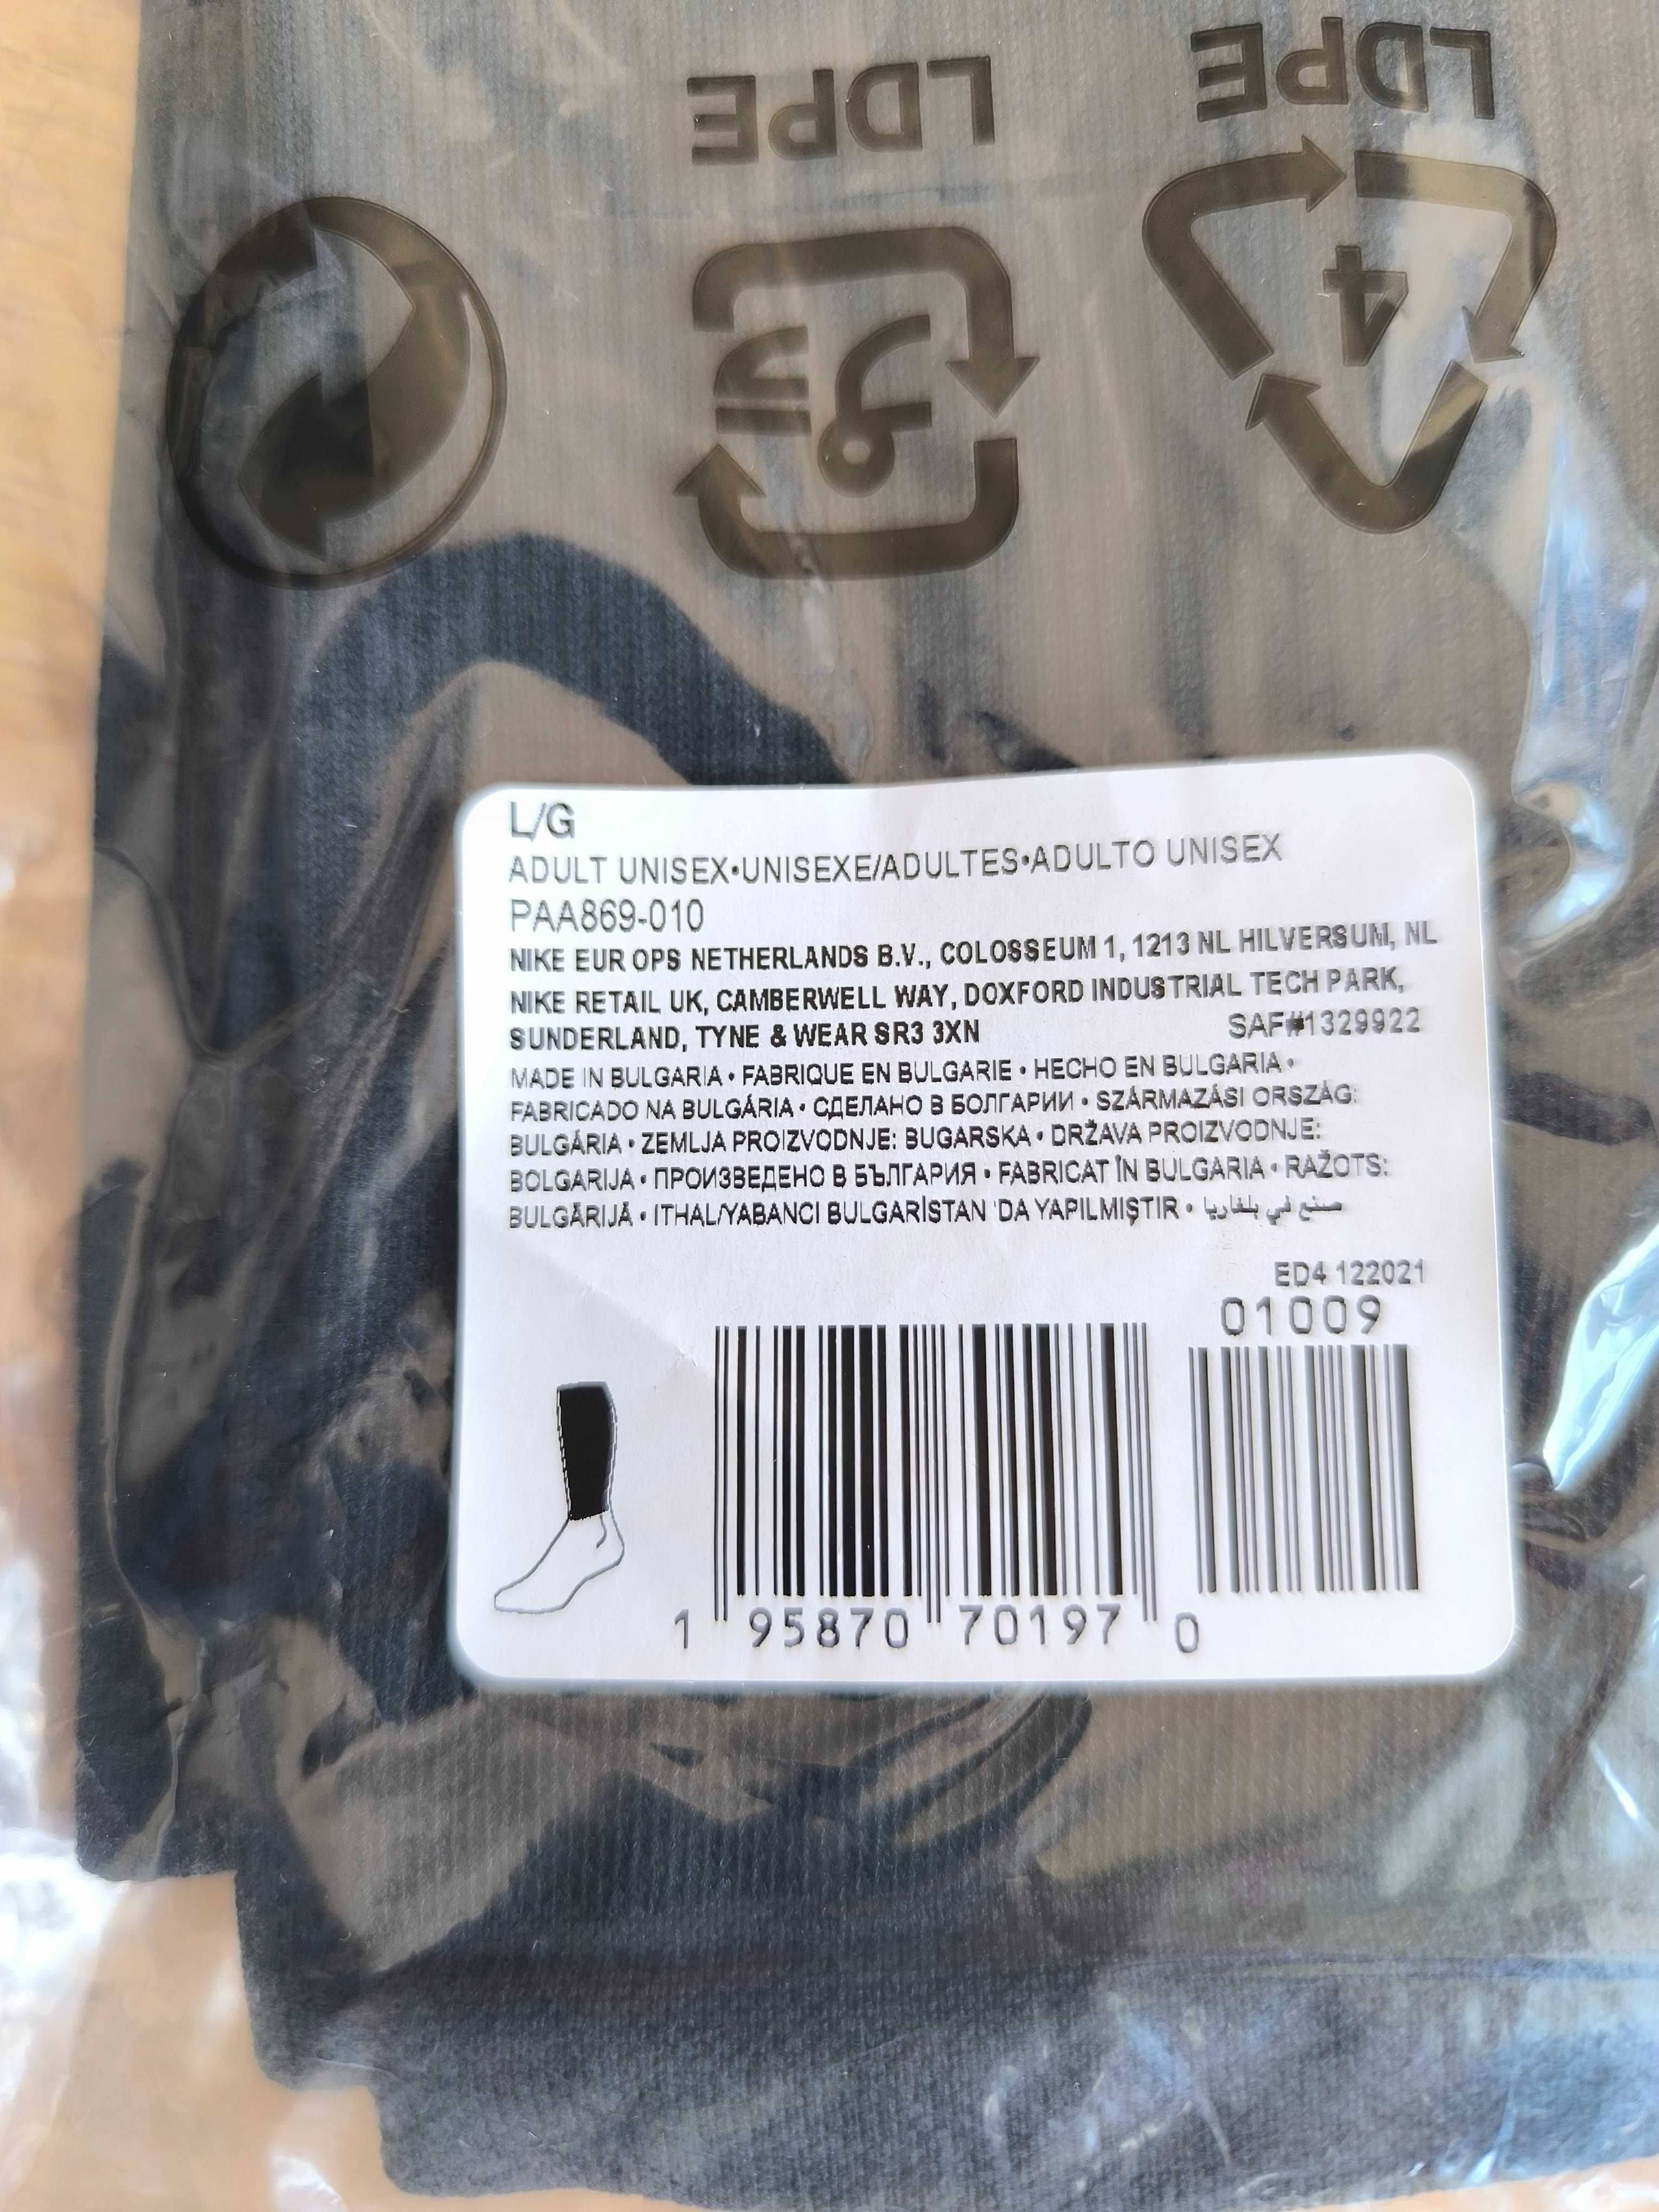 LDPE
LDPE
プラ
4
L/G
ADULT UNISEX•UNISEXE/ADULTES•ADULTO UNISEX
PAA869-010
NIKE EUR OPS NETHERLANDS B.V., COLOSSEUM 1, 1213 NL HILVERSUM, NL
NIKE RETAIL UK, CAMBERWELL WAY, DOXFORD INDUSTRIAL TECH PARK,
SUNDERLAND, TYNE & WEAR SR3 3XN SAF#1329922
MADE IN BULGARIA • FABRIQUE EN BULGARIE • HECHO EN BULGARIA •
FABRICADO NA BULGÁRIA • СДЕЛАНО В БОЛГАРИИ • SZÁRMAZÁSI ORSZÁG:
BULGÁRIA • ZEMLJA PROIZVODNJE: BUGARSKA • DRŽAVA PROIZVODNJE:
BOLGARIJA • ПРОИЗВЕДЕНО В БЪЛГАРИЯ • FABRICAT ÎN BULGARIA • RAŽOTS:
BULGĀRIJĀ • ITHAL/YABANCI BULGARİSTAN 'DA YAPILMIŞTIR • صنع في بلغاريا
ED4 122021
01009
1 95870 70197 0